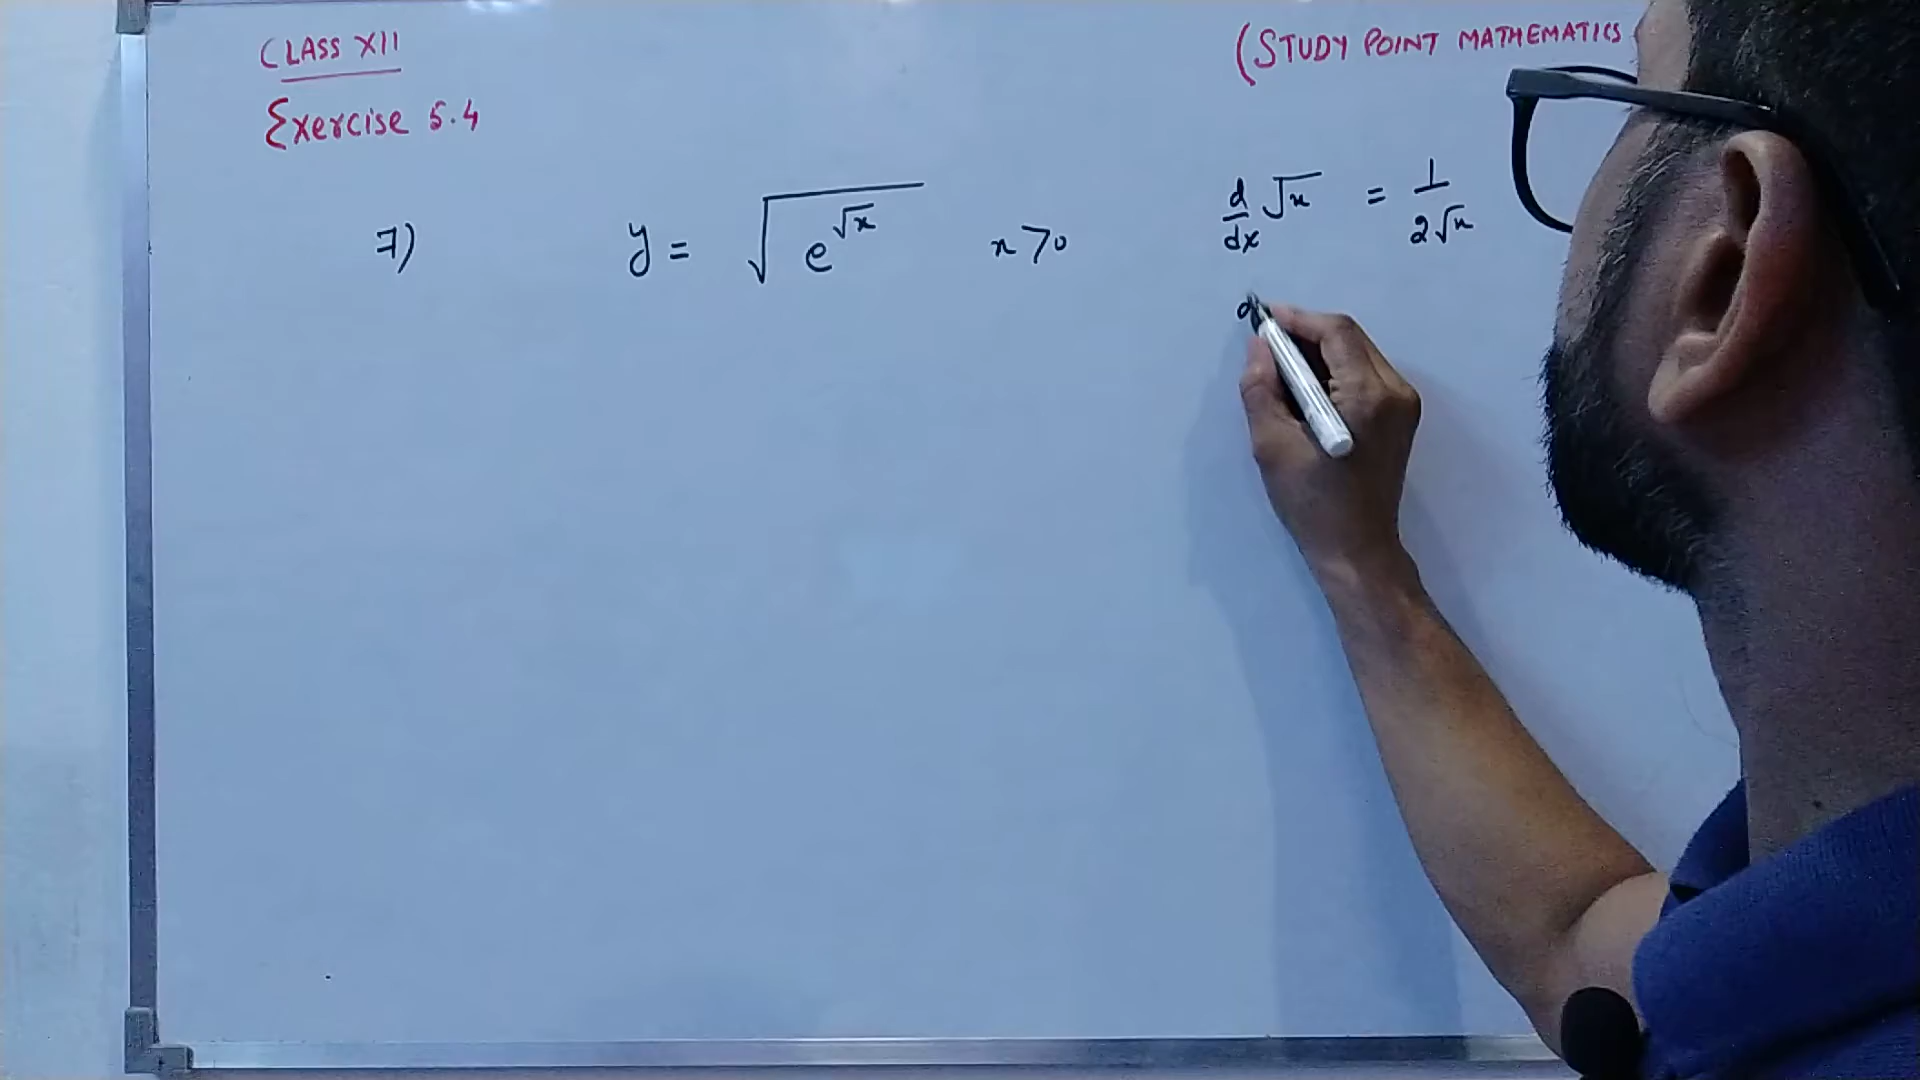 CLASS XII
(STUDY POINT MATHEMATICS
Exercise 5.4
7) y = √(e^√x) x>0
d/dx √x = 1/2√x
d